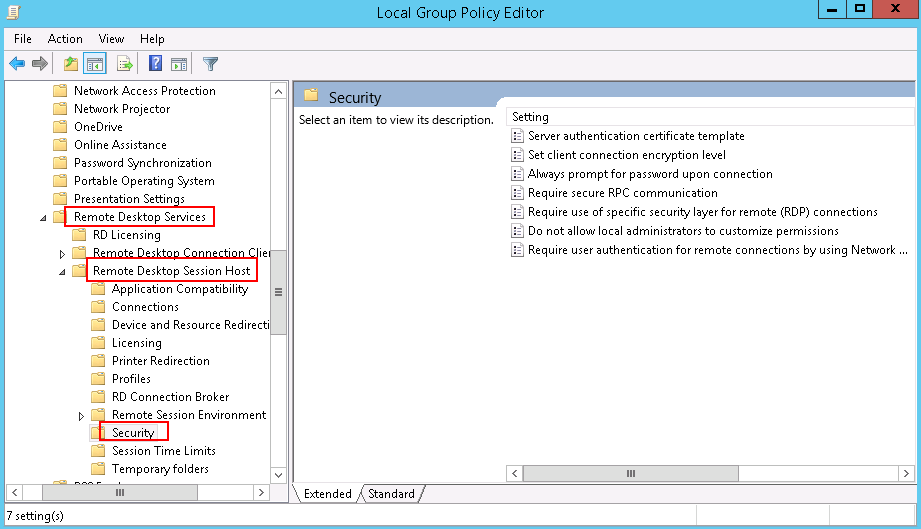 Local Group Policy Editor
File Action View Help
Network Access Protection
Network Projector
OneDrive
Online Assistance
Password Synchronization
Portable Operating System
Presentation Settings
Remote Desktop Services
RD Licensing
Remote Desktop Connection Clie
Remote Desktop Session Host
Application Compatibility
Connections
Device and Resource Redirecti
Licensing
Printer Redirection
Profiles
RD Connection Broker
Remote Session Environment
Security
Session Time Limits
Temporary folders
Security
Select an item to view its description.
Setting
Server authentication certificate template
Set client connection encryption level
Always prompt for password upon connection
Require secure RPC communication
Require use of specific security layer for remote (RDP) connections
Do not allow local administrators to customize permissions
Require user authentication for remote connections by using Network ...
Extended Standard
7 setting(s)